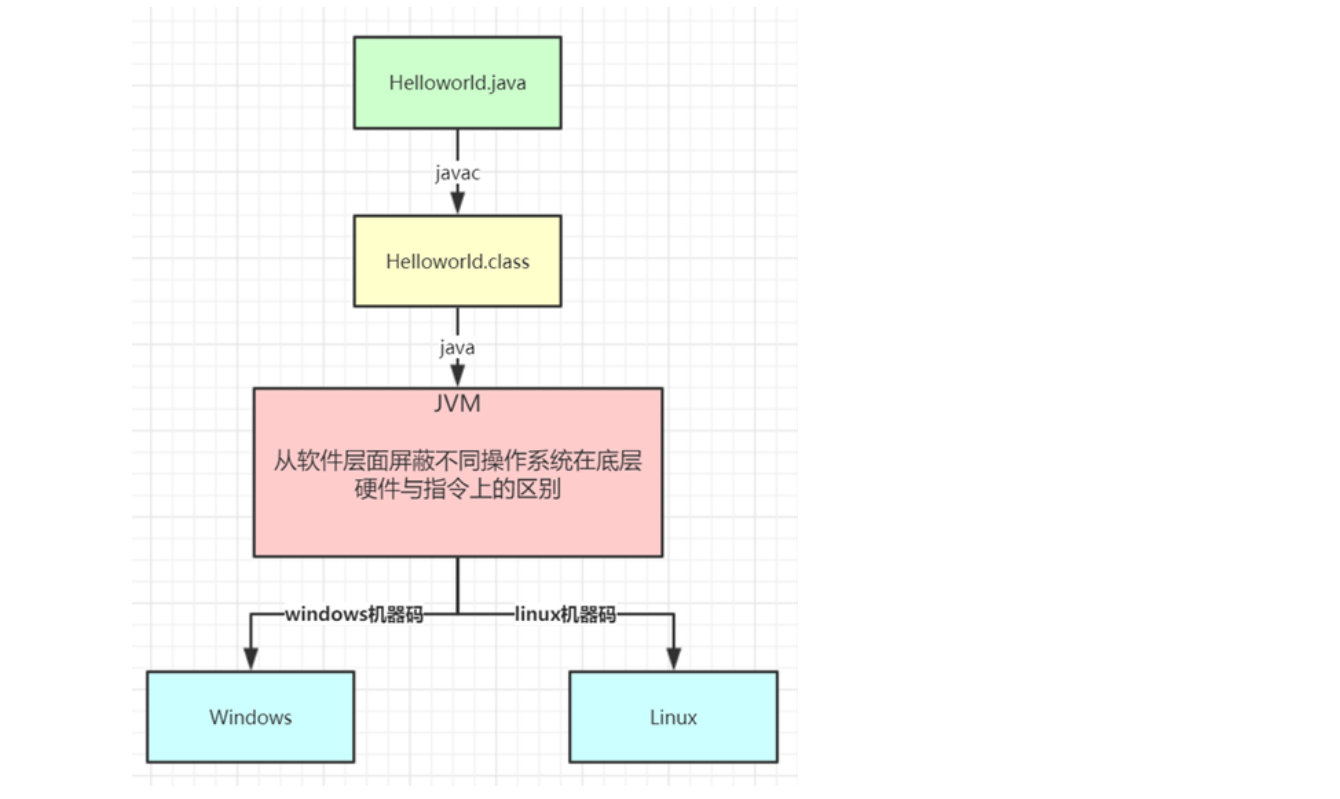 Helloworld.java
javac
Helloworld.class
java
JVM
从软件层面屏蔽不同操作系统在底层
硬件与指令上的区别
windows机器码
linux机器码
Windows
Linux